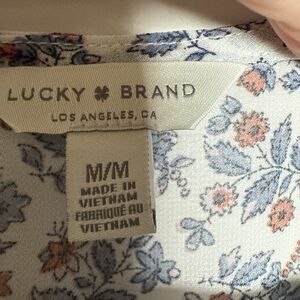 LUCKY BRAND
LOS ANGELES, CA
M/M
MADE IN
VIETNAM
FABRIQUÉ AU
VIETNAM